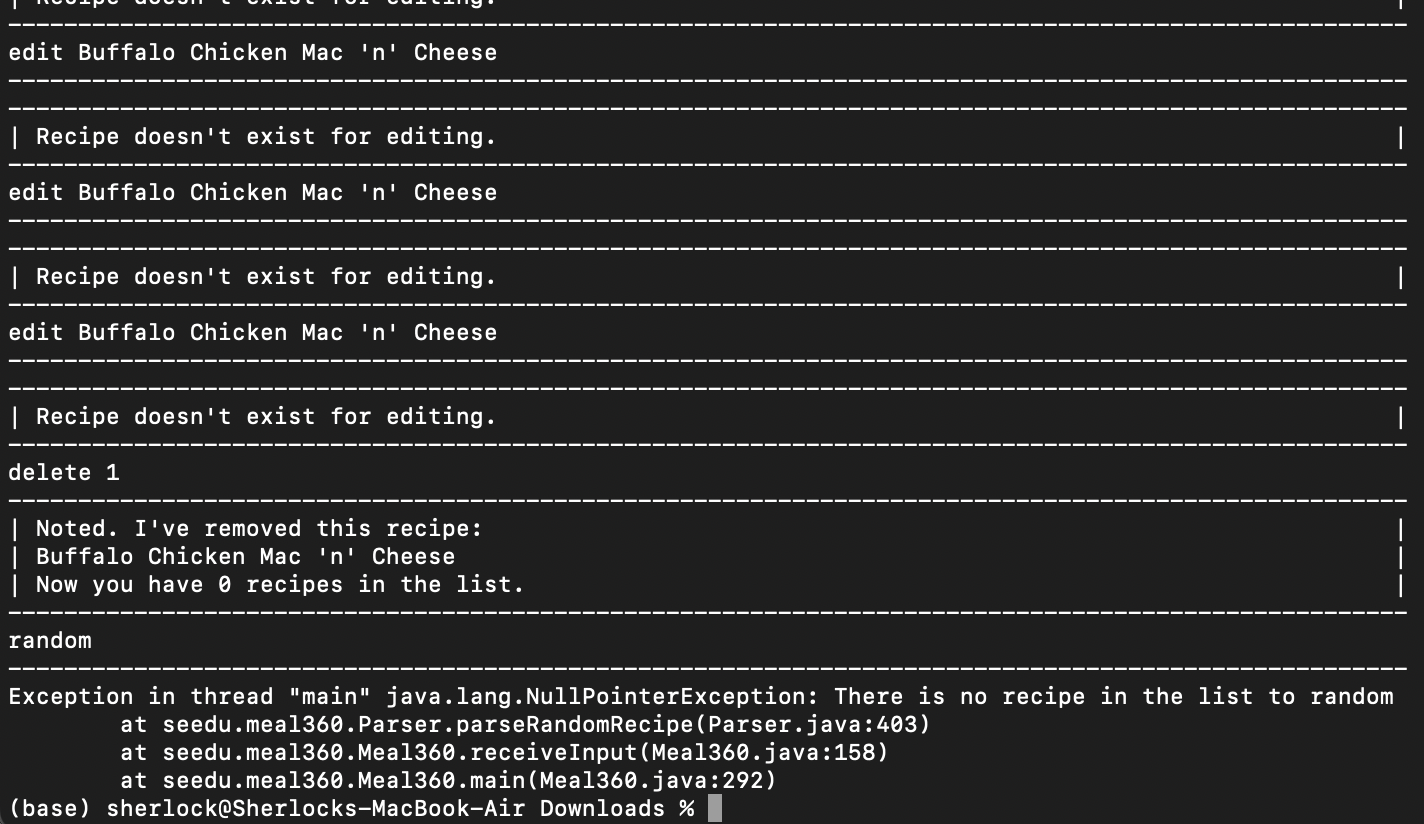 | Recipe doesn't exist for editing. |
--------------------------------------------------------------------------------
edit Buffalo Chicken Mac 'n' Cheese
--------------------------------------------------------------------------------
--------------------------------------------------------------------------------
| Recipe doesn't exist for editing. |
--------------------------------------------------------------------------------
edit Buffalo Chicken Mac 'n' Cheese
--------------------------------------------------------------------------------
--------------------------------------------------------------------------------
| Recipe doesn't exist for editing. |
--------------------------------------------------------------------------------
edit Buffalo Chicken Mac 'n' Cheese
--------------------------------------------------------------------------------
--------------------------------------------------------------------------------
| Recipe doesn't exist for editing. |
--------------------------------------------------------------------------------
delete 1
--------------------------------------------------------------------------------
| Noted. I've removed this recipe: |
| Buffalo Chicken Mac 'n' Cheese |
| Now you have 0 recipes in the list. |
--------------------------------------------------------------------------------
random
--------------------------------------------------------------------------------
Exception in thread "main" java.lang.NullPointerException: There is no recipe in the list to random
        at seedu.meal360.Parser.parseRandomRecipe(Parser.java:403)
        at seedu.meal360.Meal360.receiveInput(Meal360.java:158)
        at seedu.meal360.Meal360.main(Meal360.java:292)
(base) sherlock@Sherlocks-MacBook-Air Downloads %